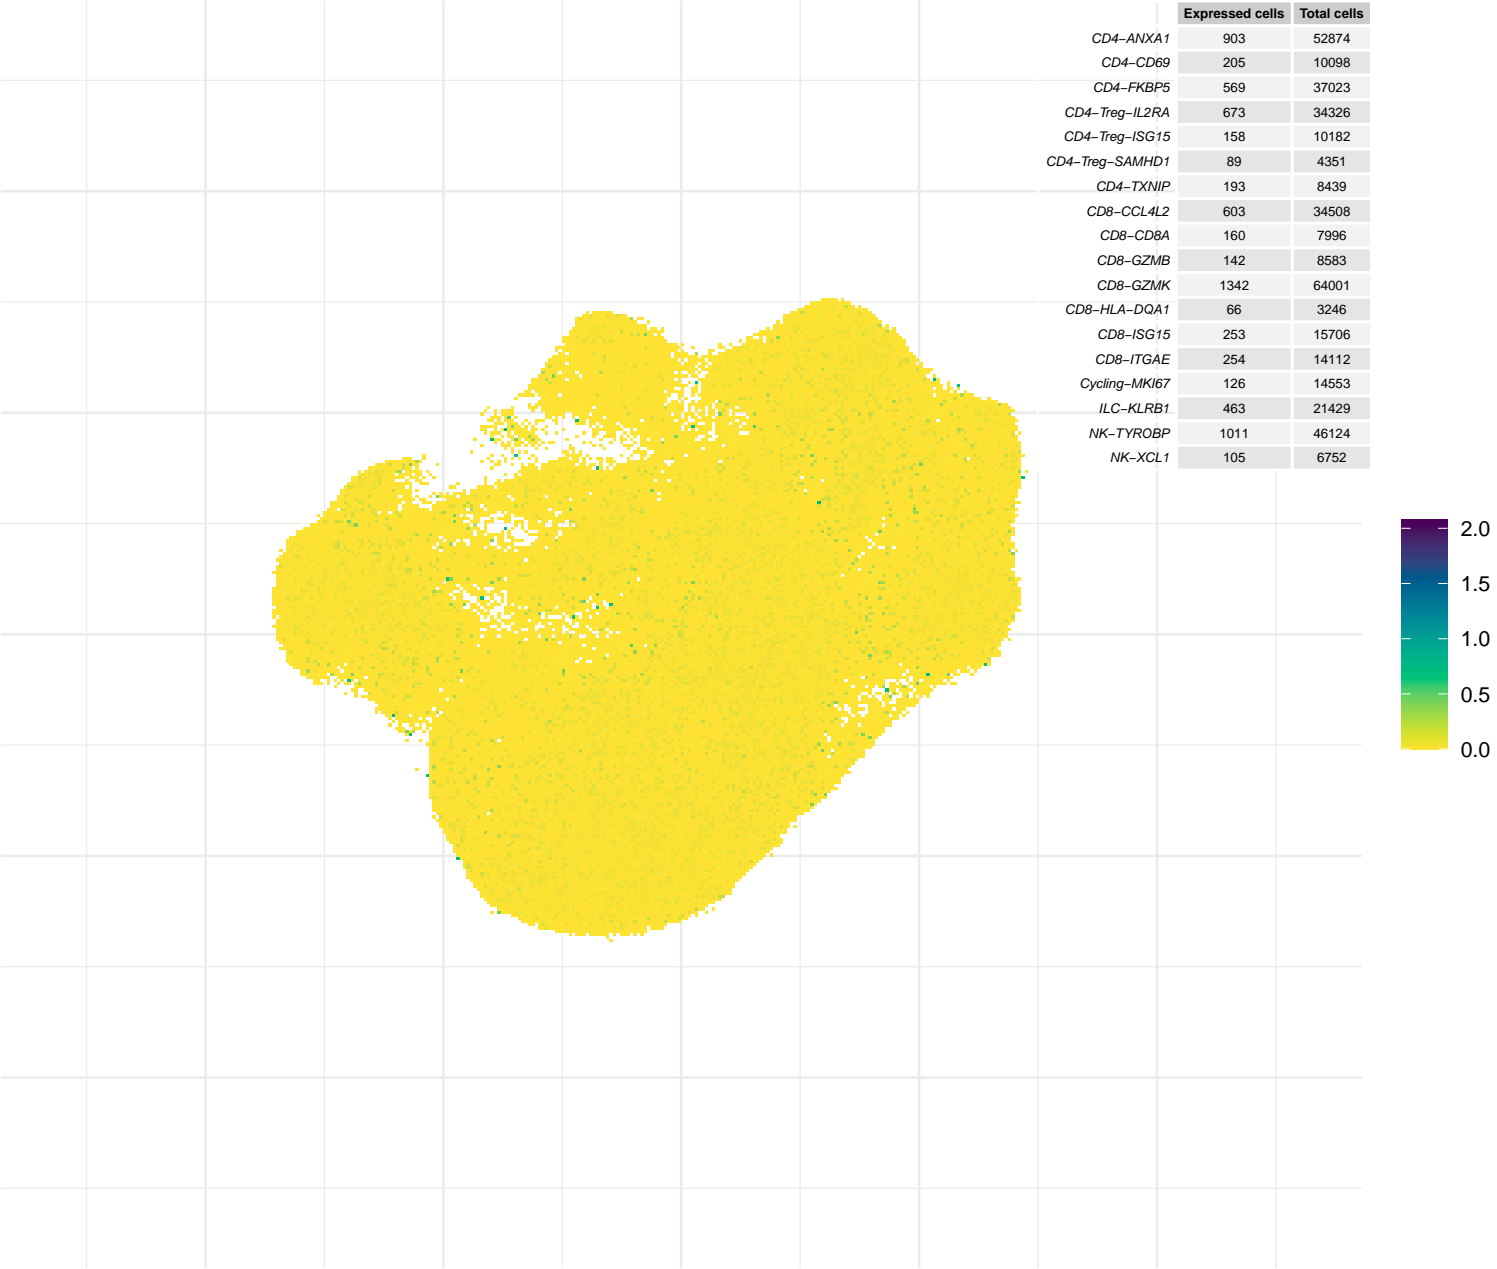 Expressed cells Total cells
CD4−ANXA1 903 52874
CD4−CD69 205 10098
CD4−FKBP5 569 37023
CD4−Treg−IL2RA 673 34326
CD4−Treg−ISG15 158 10182
CD4−Treg−SAMHD1 89 4351
CD4−TXNIP 193 8439
CD8−CCL4L2 603 34508
CD8−CD8A 160 7996
CD8−GZMB 142 8583
CD8−GZMK 1342 64001
CD8−HLA−DQA1 66 3246
CD8−ISG15 253 15706
CD8−ITGAE 254 14112
Cycling−MKI67 126 14553
ILC−KLRB1 463 21429
NK−TYROBP 1011 46124
NK−XCL1 105 6752
2.0
1.5
1.0
0.5
0.0